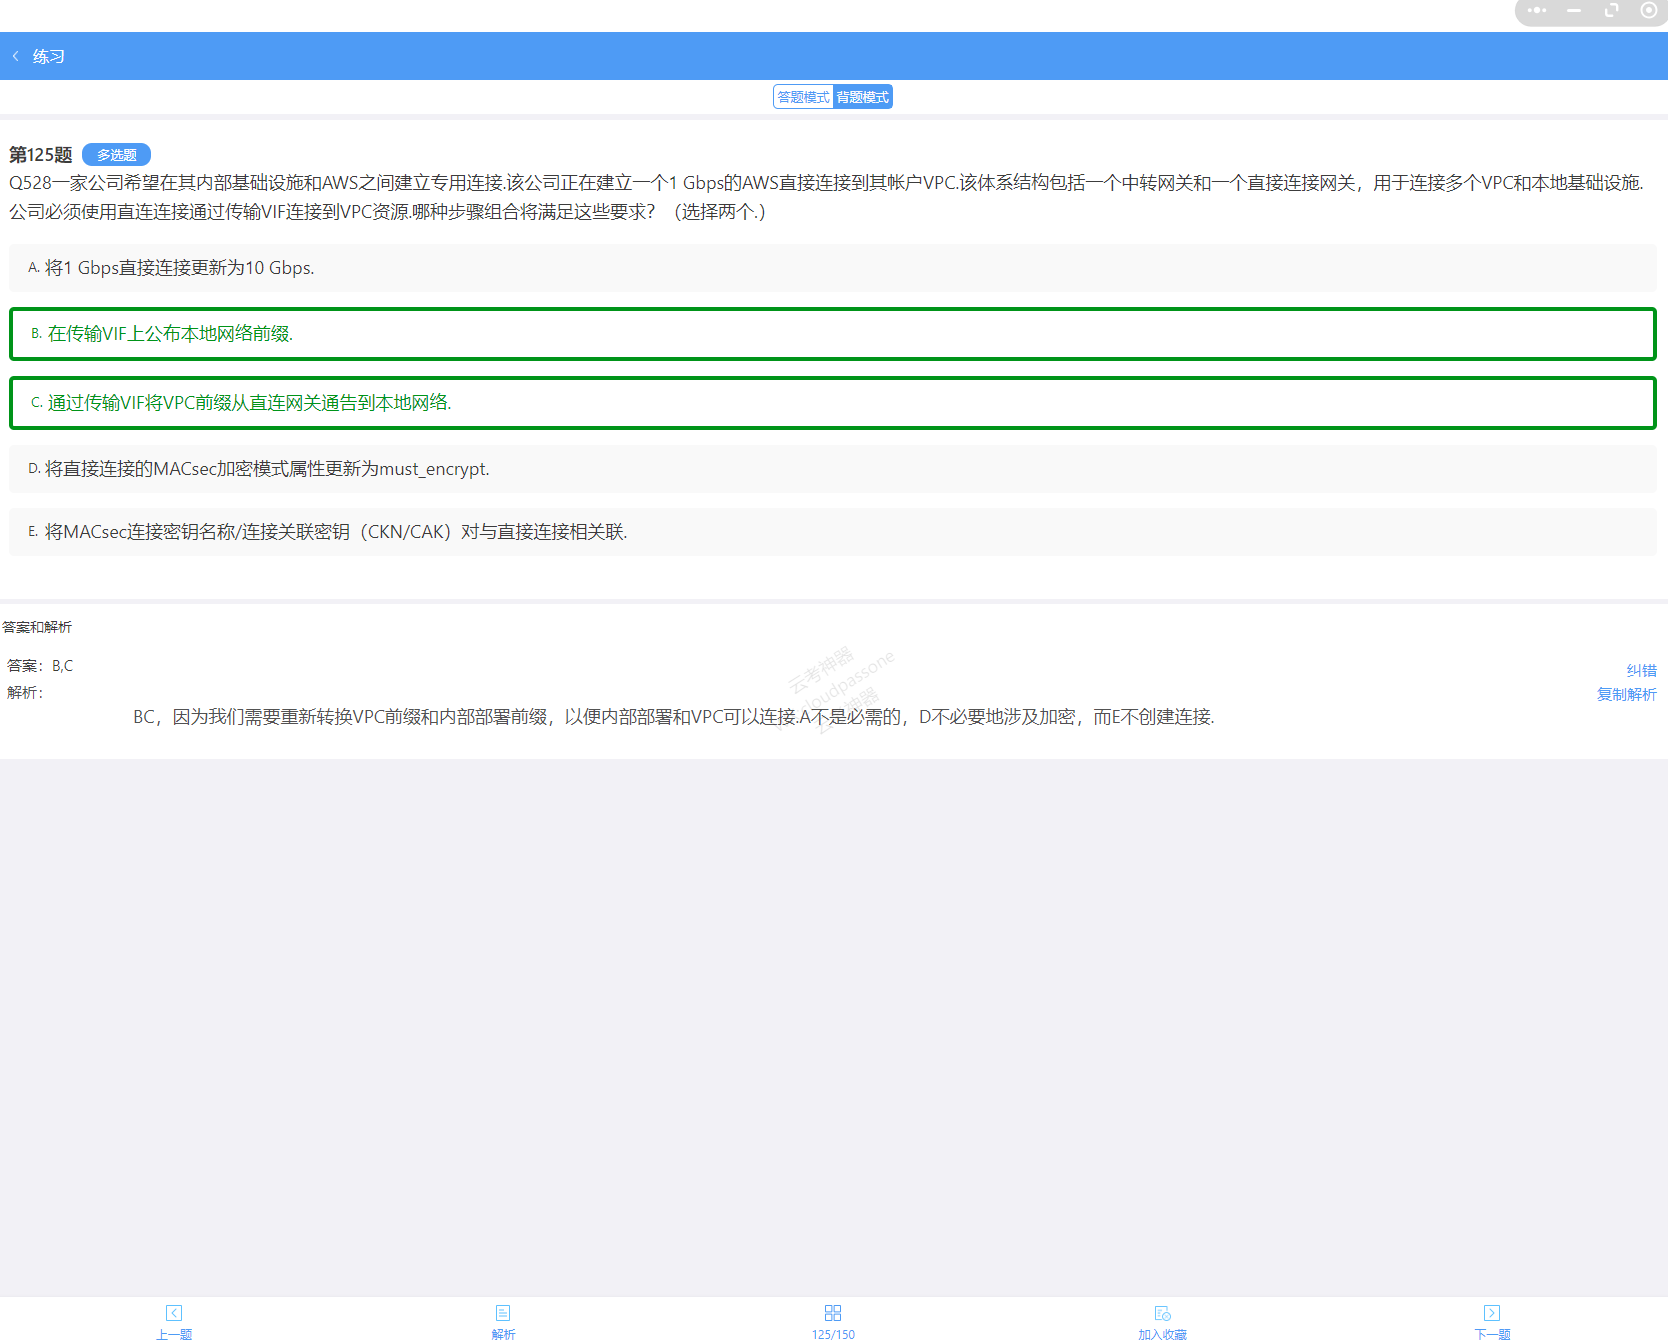 练习
答题模式 背题模式
第125题 多选题
Q528一家公司希望在其内部基础设施和AWS之间建立专用连接.该公司正在建立一个1 Gbps的AWS直接连接到其帐户VPC.该体系结构包括一个中转网关和一个直接连接网关，用于连接多个VPC和本地基础设施.
公司必须使用直连连接通过传输VIF连接到VPC资源.哪种步骤组合将满足这些要求？（选择两个.）
A. 将1 Gbps直接连接更新为10 Gbps.
B. 在传输VIF上公布本地网络前缀.
C. 通过传输VIF将VPC前缀从直连网关通告到本地网络.
D. 将直接连接的MACsec加密模式属性更新为must_encrypt.
E. 将MACsec连接密钥名称/连接关联密钥（CKN/CAK）对与直接连接相关联.
答案和解析
答案：B,C
纠错
解析：
复制解析
云考神器
cloudpassone
BC，因为我们需要重新转换VPC前缀和内部部署前缀，以便内部部署和VPC可以连接.A不是必需的，D不必要地涉及加密，而E不创建连接.
上一题 解析 125/150 加入收藏 下一题